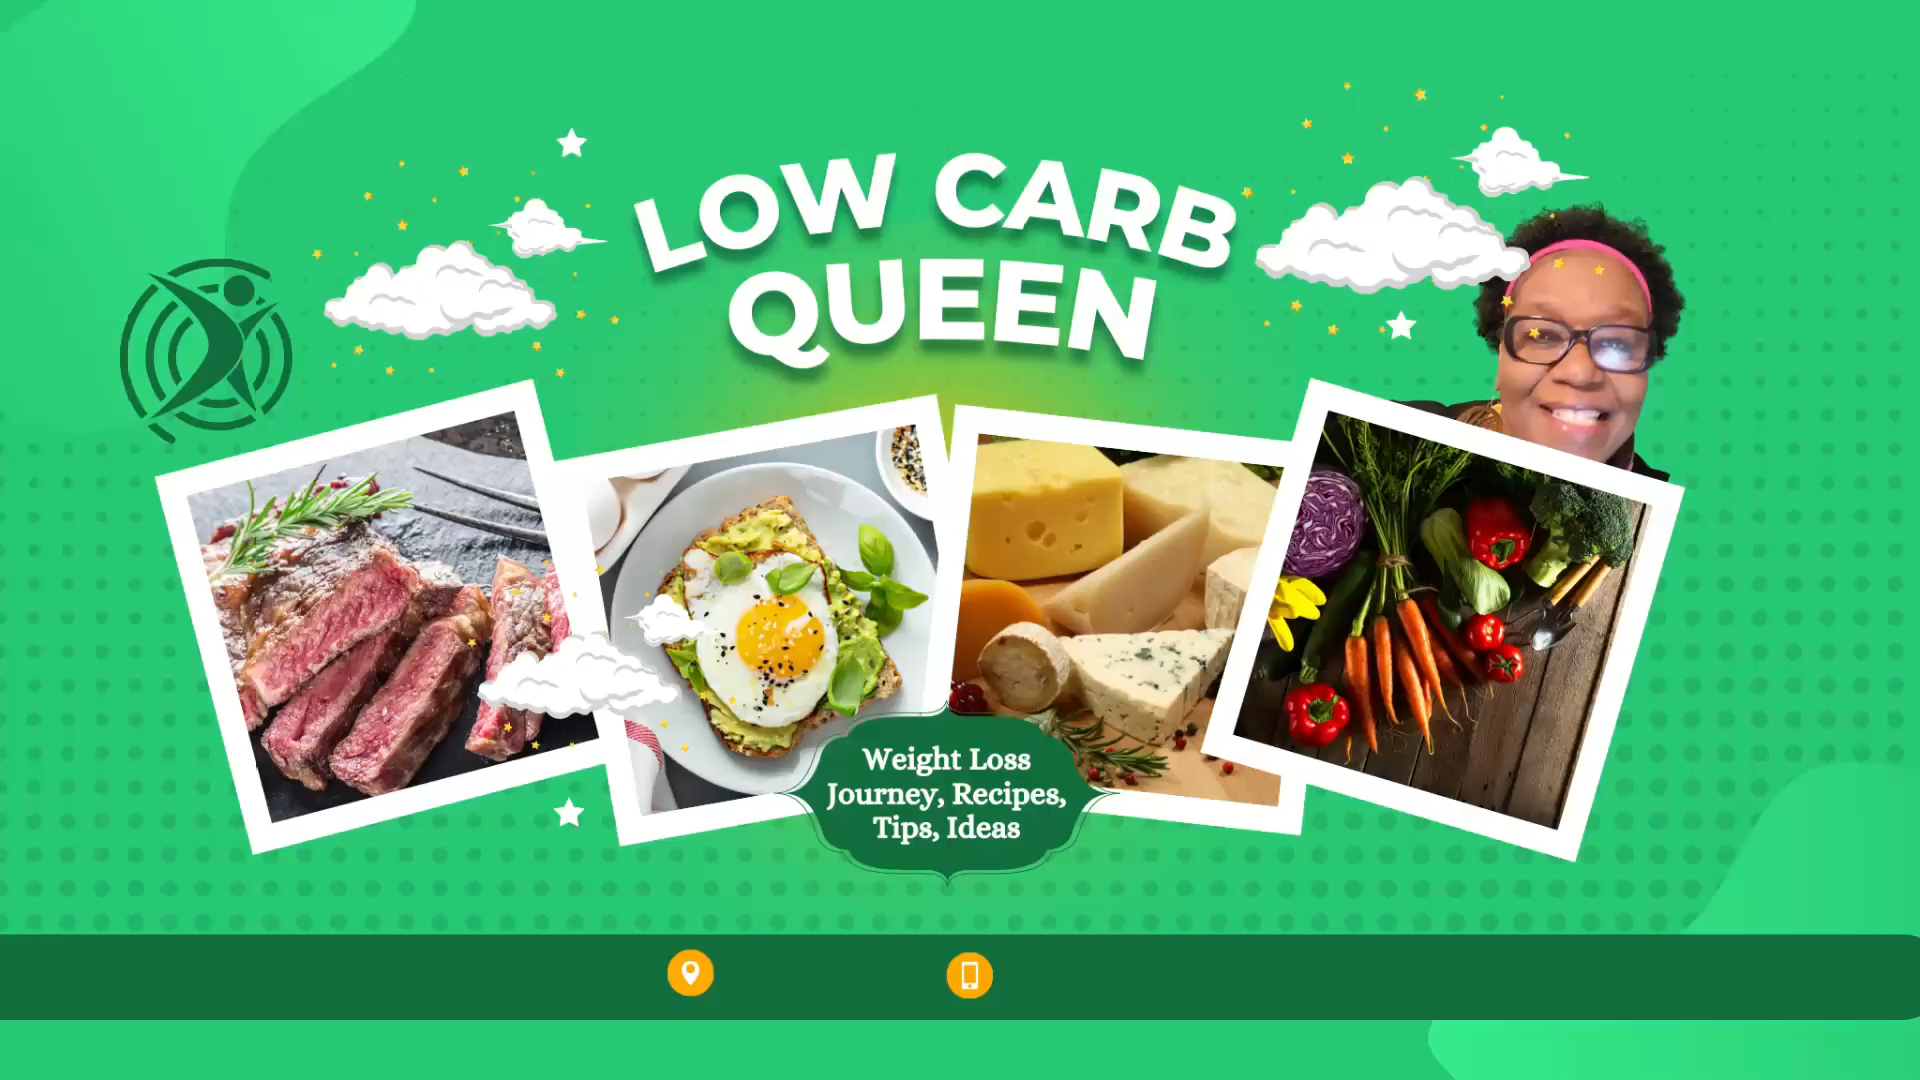 LOW CARB
QUEEN
Weight Loss
Journey, Recipes,
Tips, Ideas